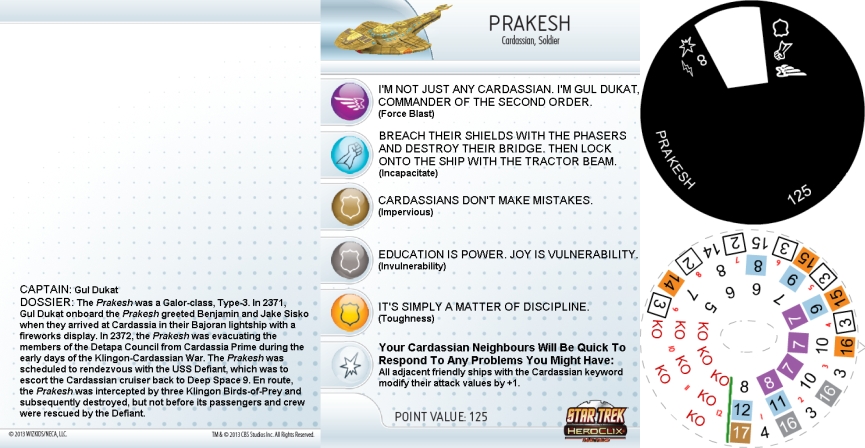 CAPTAIN: Gul Dukat
DOSSIER: The Prakesh was a Galor-class, Type-3. In 2371,
Gul Dukat onboard the Prakesh greeted Benjamin and Jake Sisko
when they arrived at Cardassia in their Bajoran lightship with a
fireworks display. In 2372, the Prakesh was evacuating the
members of the Detapa Council from Cardassia Prime during the
early days of the Klingon-Cardassian War. The Prakesh was
scheduled to rendezvous with the USS Defiant, which was to
escort the Cardassian cruiser back to Deep Space 9. En route,
the Prakesh was intercepted by three Klingon Birds-of-Prey and
subsequently destroyed, but not before its passengers and crew
were rescued by the Defiant.
© 2013 WIZKIDS/NECA, LLC.
TM & © 2013 CBS Studios Inc. All Rights Reserved.
PRAKESH
Cardassian, Soldier
I'M NOT JUST ANY CARDASSIAN. I'M GUL DUKAT,
COMMANDER OF THE SECOND ORDER.
(Force Blast)
BREACH THEIR SHIELDS WITH THE PHASERS
AND DESTROY THEIR BRIDGE. THEN LOCK
ONTO THE SHIP WITH THE TRACTOR BEAM.
(Incapacitate)
CARDASSIANS DON'T MAKE MISTAKES.
(Impervious)
EDUCATION IS POWER. JOY IS VULNERABILITY.
(Invulnerability)
IT'S SIMPLY A MATTER OF DISCIPLINE.
(Toughness)
Your Cardassian Neighbours Will Be Quick To
Respond To Any Problems You Might Have:
All adjacent friendly ships with the Cardassian keyword
modify their attack values by +1.
POINT VALUE: 125
STAR TREK
HEROCLIX
8
PRAKESH
125
3 14 2 14 2 15 3 15 3 15 3 16
7 8 9 9
5 6 6 7
7 10
7 10 16 3
8 11 16 4
8
12
17
KO KO KO KO KO KO KO KO KO